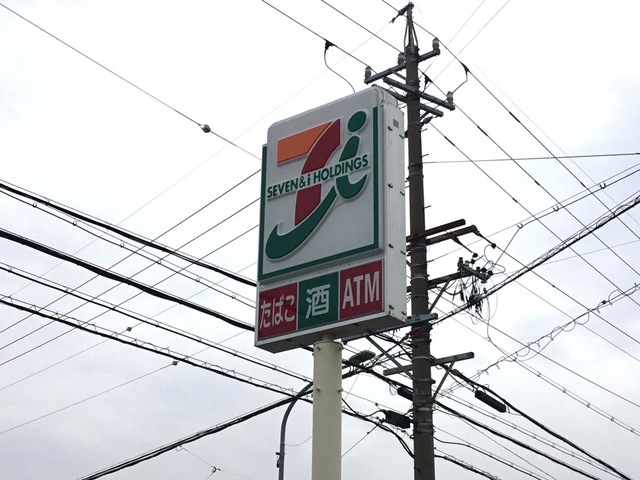 SEVEN&i HOLDINGS
たばこ 酒 ATM